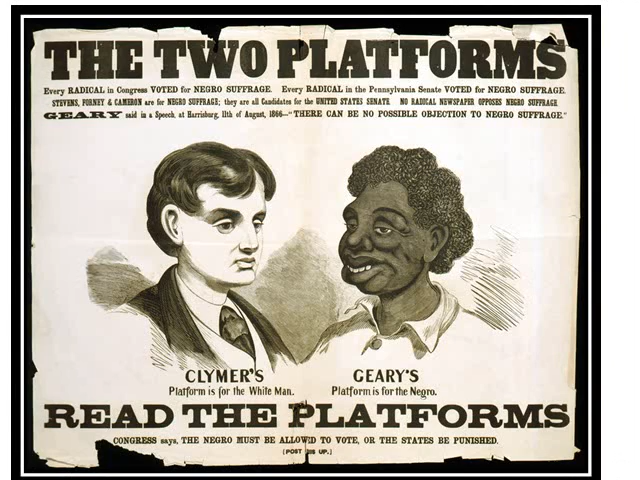 THE TWO PLATFORMS
Every RADICAL in Congress VOTED for NEGRO SUFFRAGE. Every RADICAL in the Pennsylvania Senate VOTED for NEGRO SUFFRAGE.
STEVENS, FORNEY & CAMERON are for NEGRO SUFFRAGE; they are all Candidates for the UNITED STATES SENATE. NO RADICAL NEWSPAPER OPPOSES NEGRO SUFFRAGE.
GEARY said in a Speech, at Harrisburg, 11th of August, 1866—"THERE CAN BE NO POSSIBLE OBJECTION TO NEGRO SUFFRAGE."
CLYMER'S
Platform is for the White Man.
GEARY'S
Platform is for the Negro.
READ THE PLATFORMS
CONGRESS says, THE NEGRO MUST BE ALLOWED TO VOTE, OR THE STATES BE PUNISHED.
[POST THIS UP.]